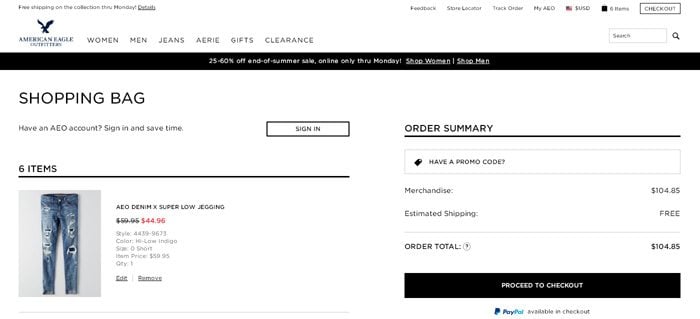 Free shipping on the collection thru Monday! Details
Feedback Store Locator Track Order My AEO $USD 6 Items CHECKOUT
AMERICAN EAGLE
OUTFITTERS
WOMEN MEN JEANS AERIE GIFTS CLEARANCE
Search
25-60% off end-of-summer sale, online only thru Monday! Shop Women | Shop Men
SHOPPING BAG
Have an AEO account? Sign in and save time.
SIGN IN
6 ITEMS
AEO DENIM X SUPER LOW JEGGING
$59.95 $44.96
Style: 4439-9673
Color: Hi-Low Indigo
Size: 0 Short
Item Price: $59.95
Qty: 1
Edit | Remove
ORDER SUMMARY
HAVE A PROMO CODE?
Merchandise: $104.85
Estimated Shipping: FREE
ORDER TOTAL: ? $104.85
PROCEED TO CHECKOUT
PayPal available in checkout